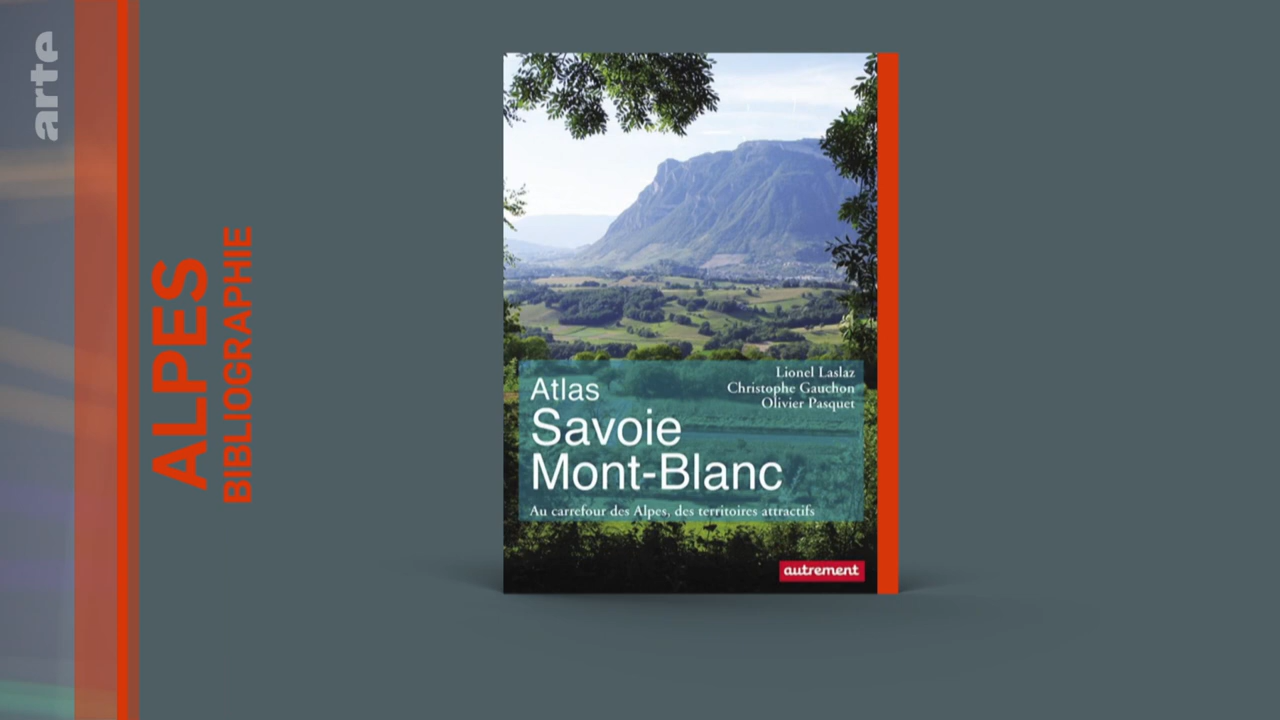 arte
ALPES
BIBLIOGRAPHIE
Lionel Laslaz
Christophe Gauchon
Olivier Pasquet
Atlas
Savoie
Mont-Blanc
Au carrefour des Alpes, des territoires attractifs
autrement